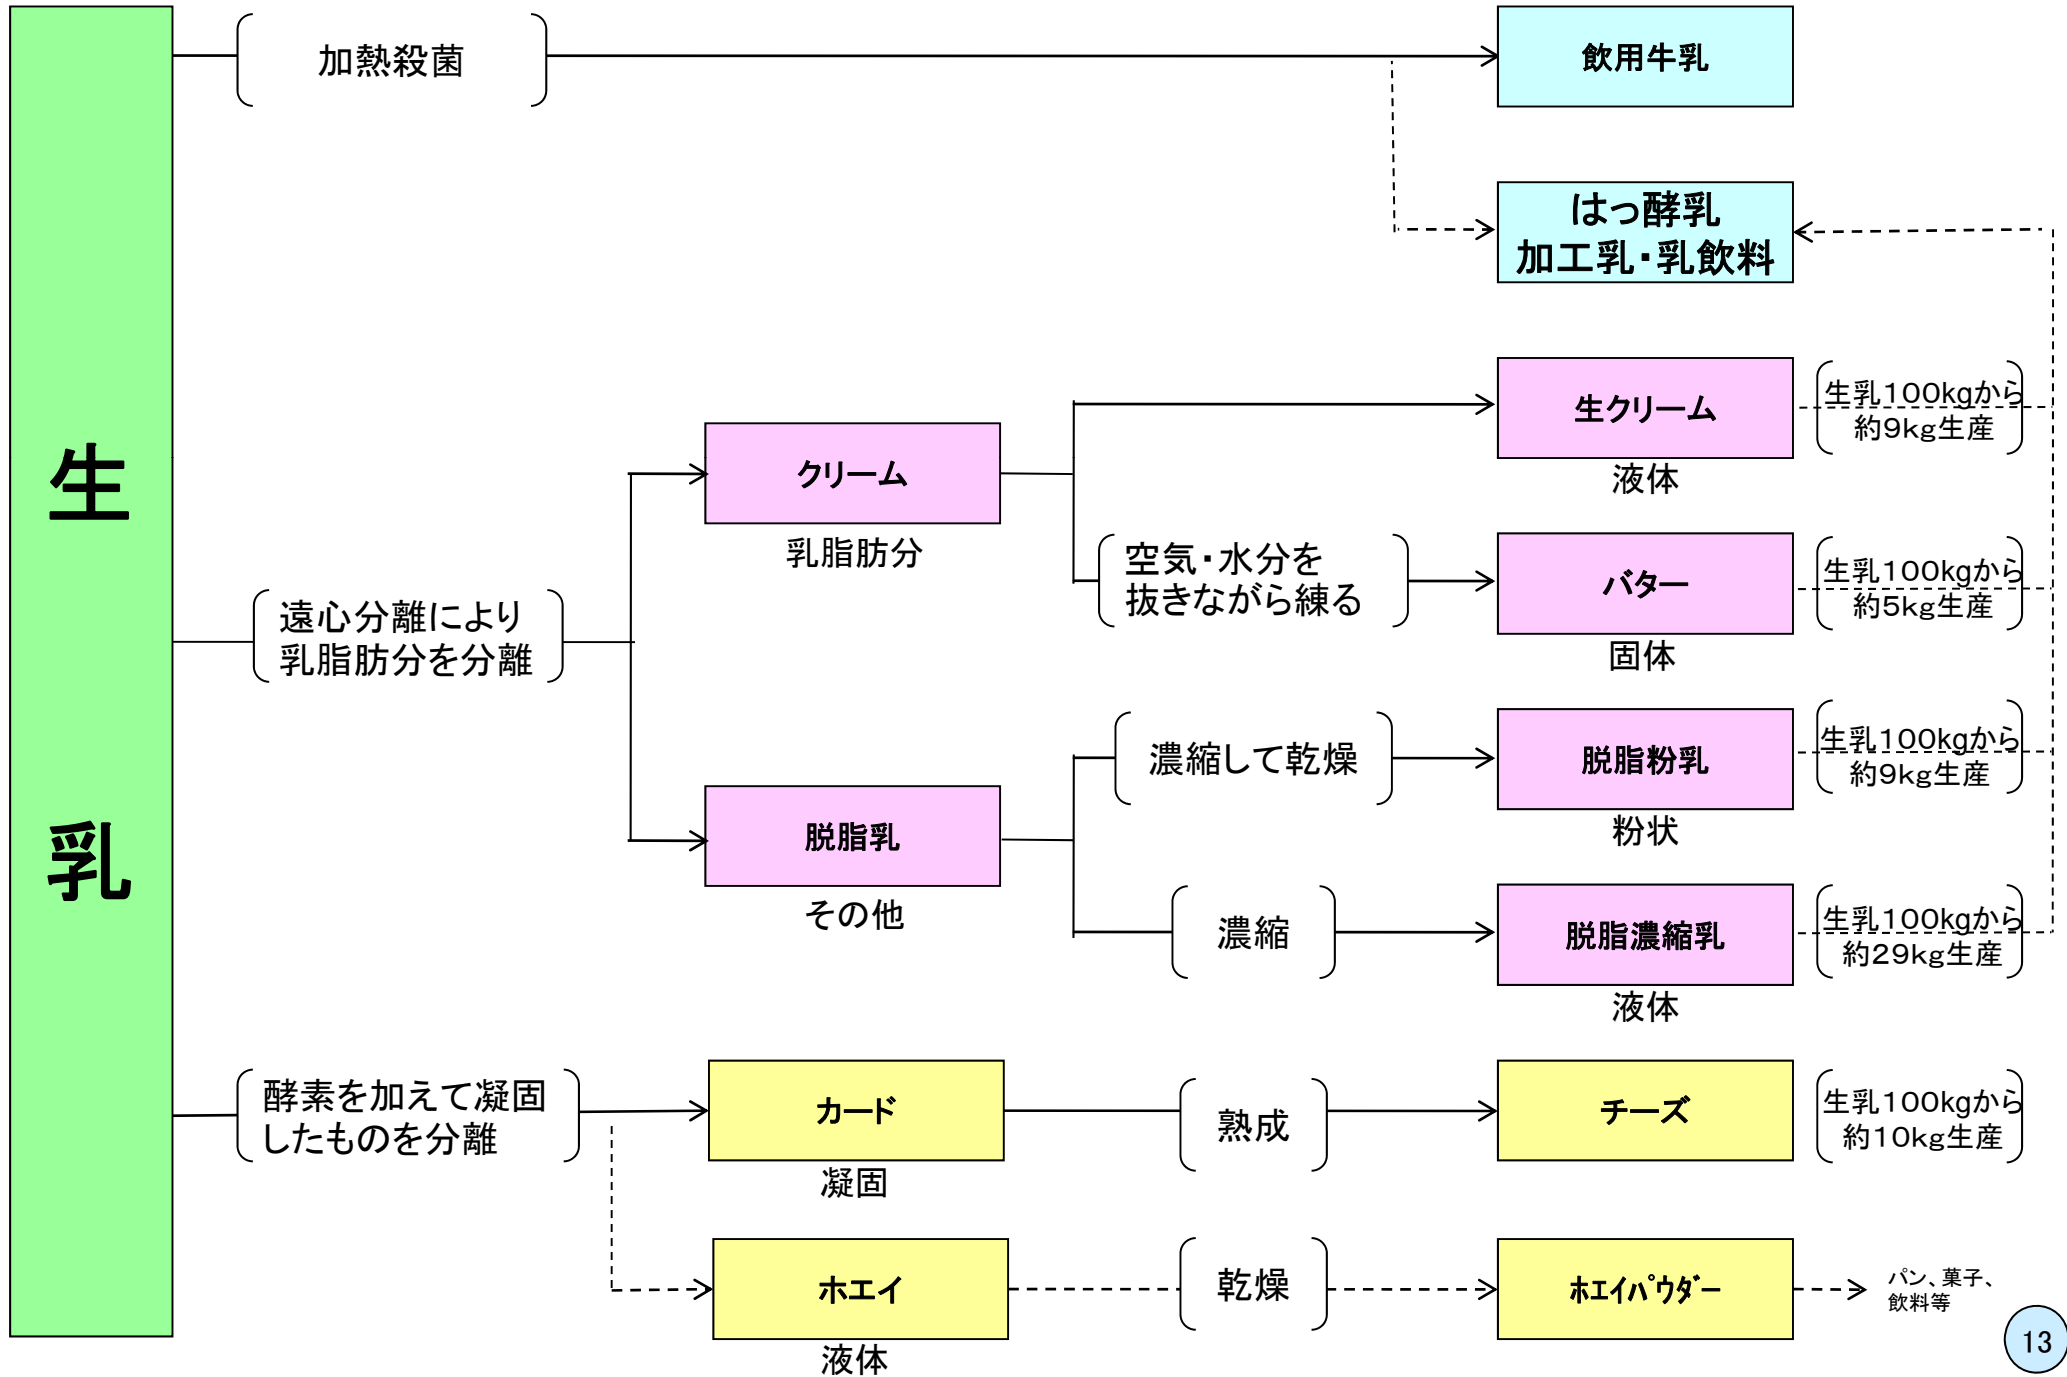 生
乳
加熱殺菌
飲用牛乳
はっ酵乳
加工乳・乳飲料
遠心分離により
乳脂肪分を分離
クリーム
乳脂肪分
生クリーム
液体
生乳100kgから
約9kg生産
空気・水分を
抜きながら練る
バター
固体
生乳100kgから
約5kg生産
脱脂乳
その他
濃縮して乾燥
脱脂粉乳
粉状
生乳100kgから
約9kg生産
濃縮
脱脂濃縮乳
液体
生乳100kgから
約29kg生産
酵素を加えて凝固
したものを分離
カード
凝固
熟成
チーズ
生乳100kgから
約10kg生産
ホエイ
液体
乾燥
ホエイパウダー
パン、菓子、
飲料等
13